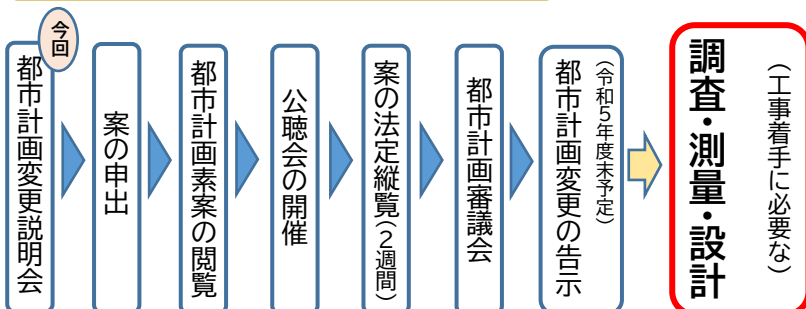 今回
都市計画変更説明会
案の申出
都市計画素案の閲覧
公聴会の開催
案の法定縦覧（2週間）
都市計画審議会
都市計画変更の告示
（令和5年度末予定）
（工事着手に必要な）
調査・測量・設計